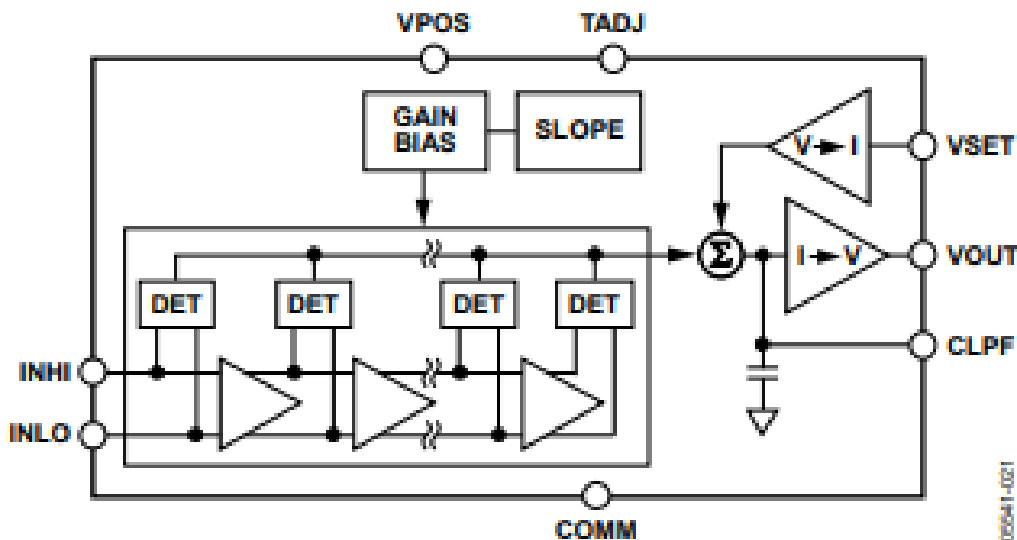 VPOS
TADJ
GAIN
BIAS
SLOPE
V I
VSET
Σ
I V
VOUT
DET
DET
DET
DET
CLPF
INHI
INLO
COMM